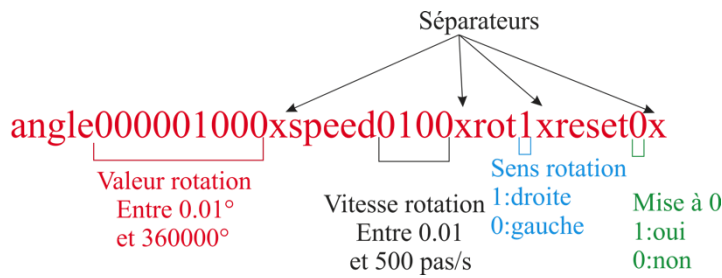 Séparateurs
angle000001000xspeed0100xrot1xreset0x
Valeur rotation
Entre 0.01°
et 360000°
Vitesse rotation
Entre 0.01
et 500 pas/s
Sens rotation
1:droite
0:gauche
Mise à 0
1:oui
0:non